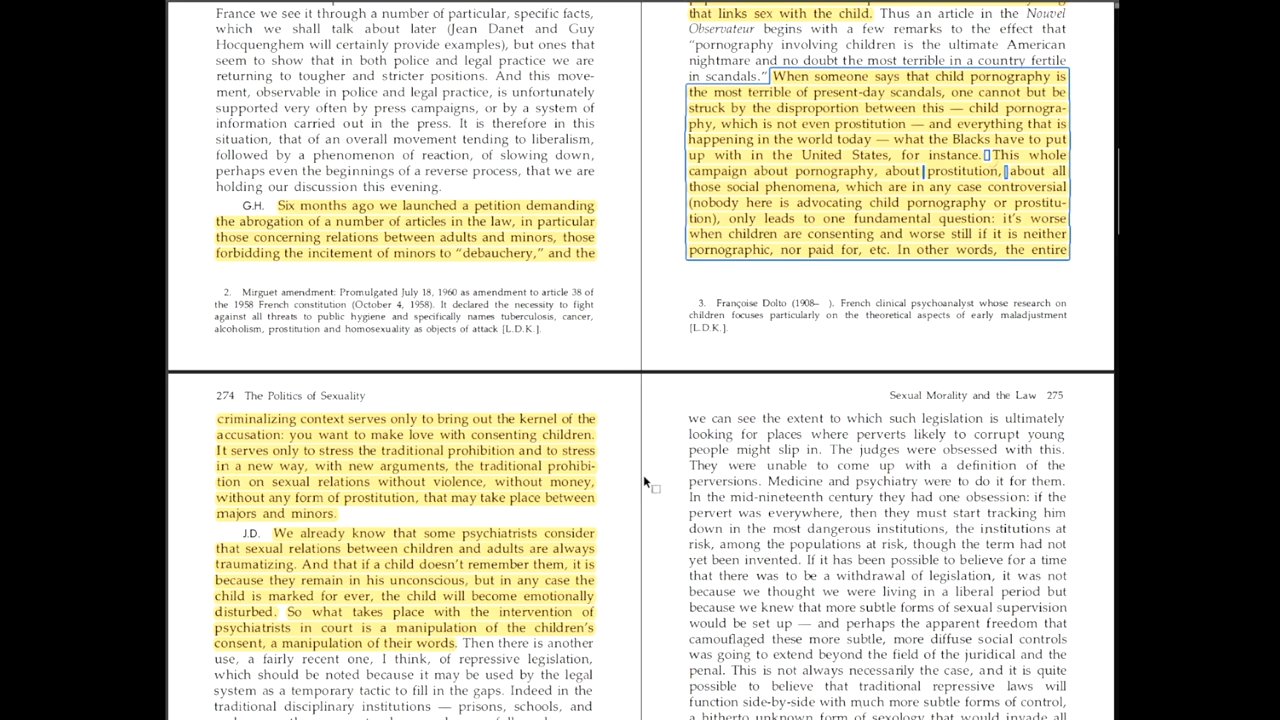 France we see it through a number of particular, specific facts,
which we shall talk about later (Jean Danet and Guy
Hocquenghem will certainly provide examples), but ones that
seem to show that in both police and legal practice we are
returning to tougher and stricter positions. And this move-
ment, observable in police and legal practice, is unfortunately
supported very often by press campaigns, or by a system of
information carried out in the press. It is therefore in this
situation, that of an overall movement tending to liberalism,
followed by a phenomenon of reaction, of slowing down,
perhaps even the beginnings of a reverse process, that we are
holding our discussion this evening.
G.H. Six months ago we launched a petition demanding
the abrogation of a number of articles in the law, in particular
those concerning relations between adults and minors, those
forbidding the incitement of minors to “debauchery,” and the
2. Mirguet amendment: Promulgated July 18, 1960 as amendment to article 38 of
the 1958 French constitution (October 4, 1958). It declared the necessity to fight
against all threats to public hygiene and specifically names tuberculosis, cancer,
alcoholism, prostitution and homosexuality as objects of attack [L.D.K.].
that links sex with the child. Thus an article in the Nouvel
Observateur begins with a few remarks to the effect that
“pornography involving children is the ultimate American
nightmare and no doubt the most terrible in a country fertile
in scandals.” When someone says that child pornography is
the most terrible of present-day scandals, one cannot but be
struck by the disproportion between this — child pornogra-
phy, which is not even prostitution — and everything that is
happening in the world today — what the Blacks have to put
up with in the United States, for instance. This whole
campaign about pornography, about prostitution, about all
those social phenomena, which are in any case controversial
(nobody here is advocating child pornography or prostitu-
tion), only leads to one fundamental question: it’s worse
when children are consenting and worse still if it is neither
pornographic, nor paid for, etc. In other words, the entire
3. Françoise Dolto (1908– ). French clinical psychoanalyst whose research on
children focuses particularly on the theoretical aspects of early maladjustment
[L.D.K.].
274 The Politics of Sexuality
criminalizing context serves only to bring out the kernel of the
accusation: you want to make love with consenting children.
It serves only to stress the traditional prohibition and to stress
in a new way, with new arguments, the traditional prohibi-
tion on sexual relations without violence, without money,
without any form of prostitution, that may take place between
majors and minors.
J.D. We already know that some psychiatrists consider
that sexual relations between children and adults are always
traumatizing. And that if a child doesn’t remember them, it is
because they remain in his unconscious, but in any case the
child is marked for ever, the child will become emotionally
disturbed. So what takes place with the intervention of
psychiatrists in court is a manipulation of the children’s
consent, a manipulation of their words. Then there is another
use, a fairly recent one, I think, of repressive legislation,
which should be noted because it may be used by the legal
system as a temporary tactic to fill in the gaps. Indeed in the
traditional disciplinary institutions — prisons, schools, and
Sexual Morality and the Law 275
we can see the extent to which such legislation is ultimately
looking for places where perverts likely to corrupt young
people might slip in. The judges were obsessed with this.
They were unable to come up with a definition of the
perversions. Medicine and psychiatry were to do it for them.
In the mid-nineteenth century they had one obsession: if the
pervert was everywhere, then they must start tracking him
down in the most dangerous institutions, the institutions at
risk, among the populations at risk, though the term had not
yet been invented. If it has been possible to believe for a time
that there was to be a withdrawal of legislation, it was not
because we thought we were living in a liberal period but
because we knew that more subtle forms of sexual supervision
would be set up — and perhaps the apparent freedom that
camouflaged these more subtle, more diffuse social controls
was going to extend beyond the field of the juridical and the
penal. This is not always necessarily the case, and it is quite
possible to believe that traditional repressive laws will
function side-by-side with much more subtle forms of control,
a hitherto unknown form of sexology that would invade all